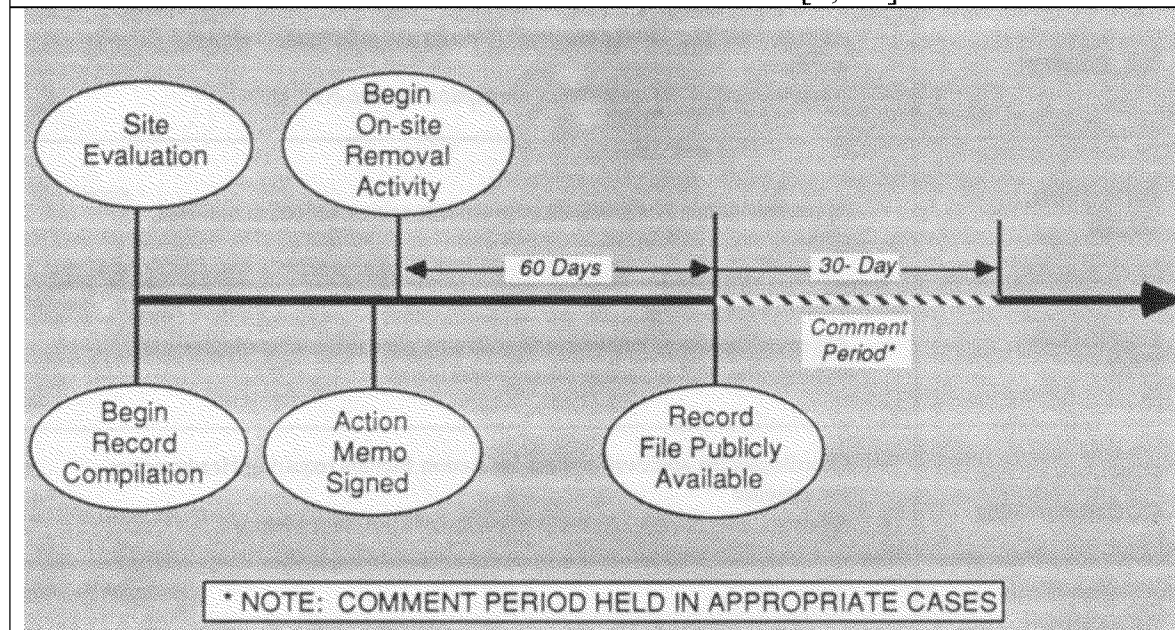 Site
Evaluation
Begin
On-site
Removal
Activity
60 Days
30- Day
Comment
Period*
Begin
Record
Compilation
Action
Memo
Signed
Record
File Publicly
Available
* NOTE: COMMENT PERIOD HELD IN APPROPRIATE CASES